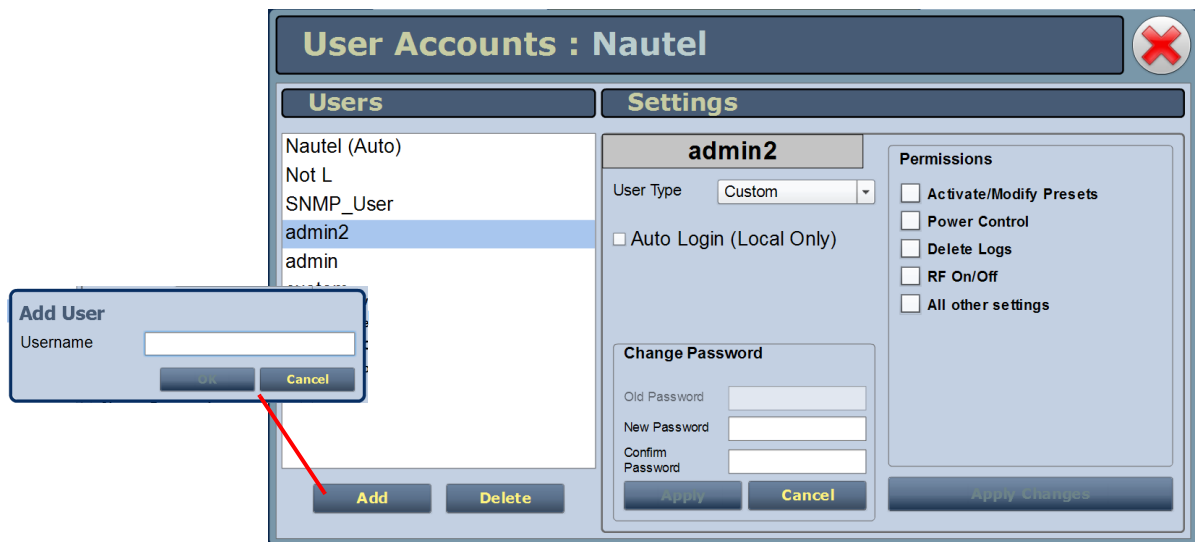 User Accounts : Nautel
Users
Nautel (Auto)
Not L
SNMP_User
admin2
admin
Add
Delete
Add User
Username
OK
Cancel
Settings
admin2
User Type
Custom
Auto Login (Local Only)
Change Password
Old Password
New Password
Confirm
Password
Apply
Cancel
Permissions
Activate/Modify Presets
Power Control
Delete Logs
RF On/Off
All other settings
Apply Changes